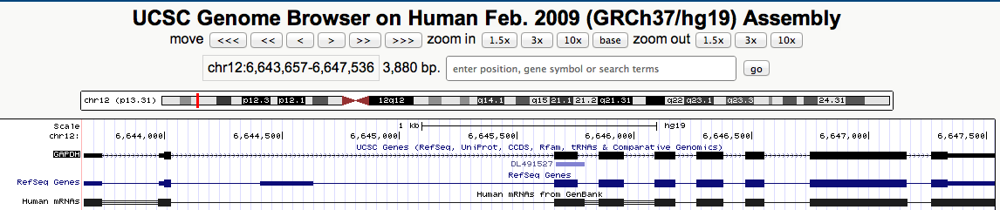 UCSC Genome Browser on Human Feb. 2009 (GRCh37/hg19) Assembly
move <<< << < > >> >>> zoom in 1.5x 3x 10x base zoom out 1.5x 3x 10x
chr12:6,643,657-6,647,536 3,880 bp. enter position, gene symbol or search terms go
chr12 (p13.31) p12.3 p12.1 12q12 q14.1 q15 21.1 21.2 q21.31 q22 q23.1 q23.3 24.31
Scale 1 kb hg19
chr12: 6,644,000 6,644,500 6,645,000 6,645,500 6,646,000 6,646,500 6,647,000 6,647,500
UCSC Genes (RefSeq, UniProt, CCDS, Rfam, tRNAs & Comparative Genomics)
GAPDH
DL491527
RefSeq Genes
RefSeq Genes
Human mRNAs from GenBank
Human mRNAs